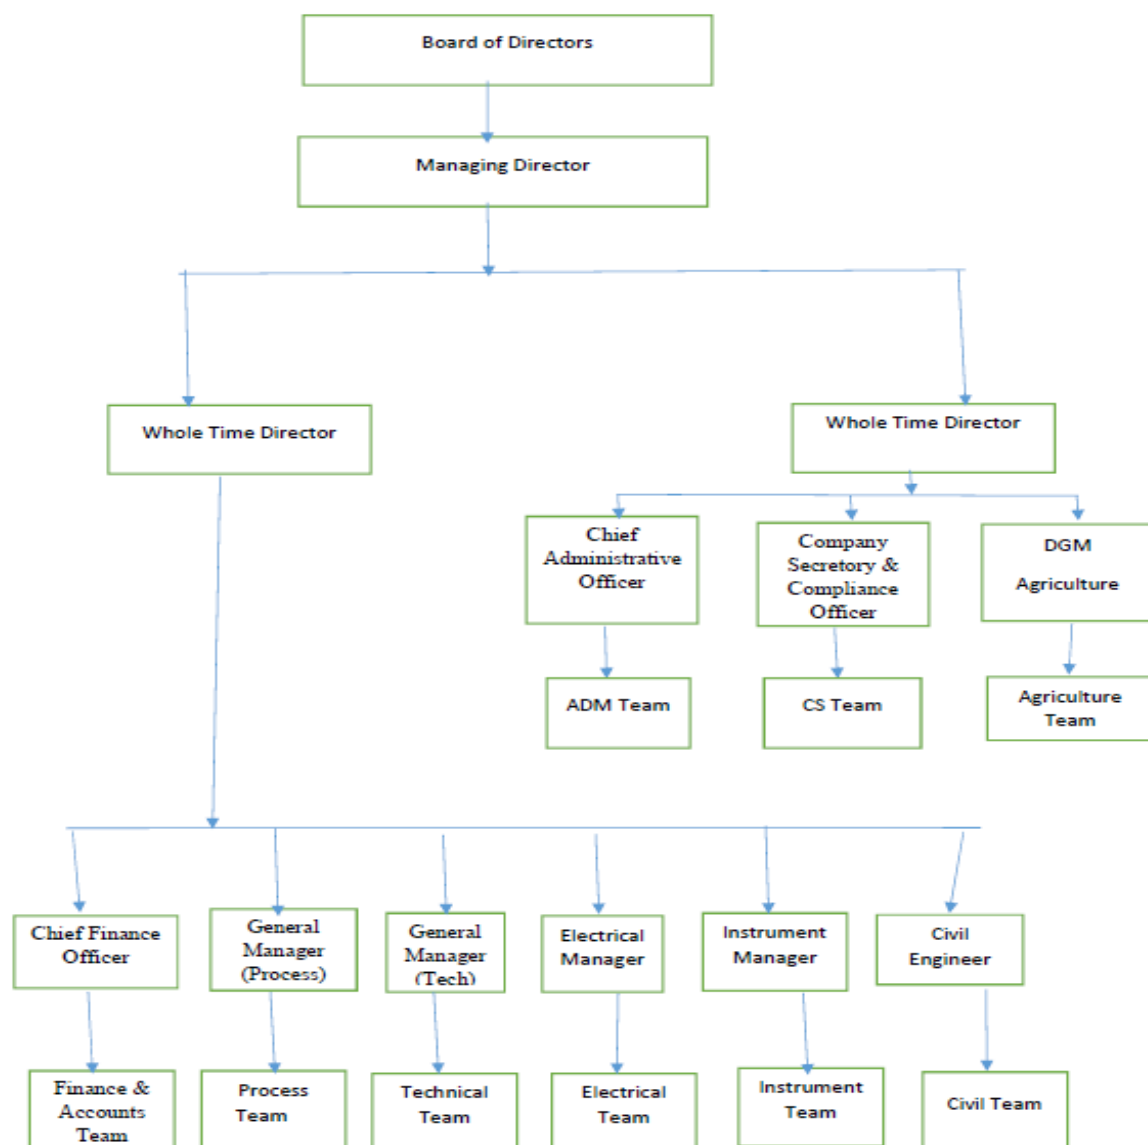 Board of Directors
Managing Director
Whole Time Director
Whole Time Director
Chief
Administrative
Officer
Company
Secretary &
Compliance
Officer
DGM
Agriculture
ADM Team
CS Team
Agriculture
Team
Chief Finance
Officer
General
Manager
(Process)
General
Manager
(Tech)
Electrical
Manager
Instrument
Manager
Civil
Engineer
Finance &
Accounts
Team
Process
Team
Technical
Team
Electrical
Team
Instrument
Team
Civil Team